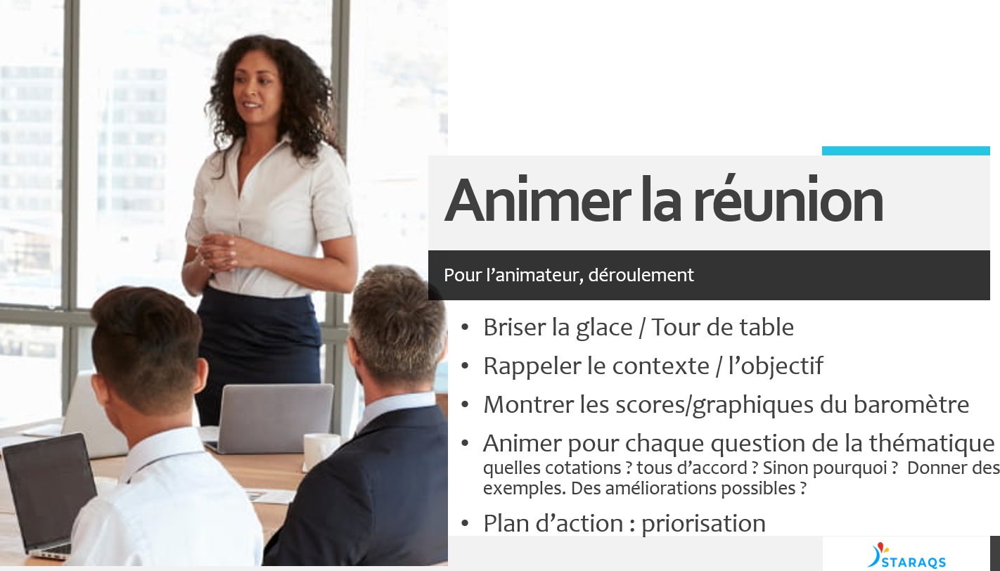 Animer la réunion
Pour l’animateur, déroulement
• Briser la glace / Tour de table
• Rappeler le contexte / l’objectif
• Montrer les scores/graphiques du baromètre
• Animer pour chaque question de la thématique
quelles cotations ? tous d’accord ? Sinon pourquoi ?  Donner des
exemples. Des améliorations possibles ?
• Plan d’action : priorisation
STARAQS